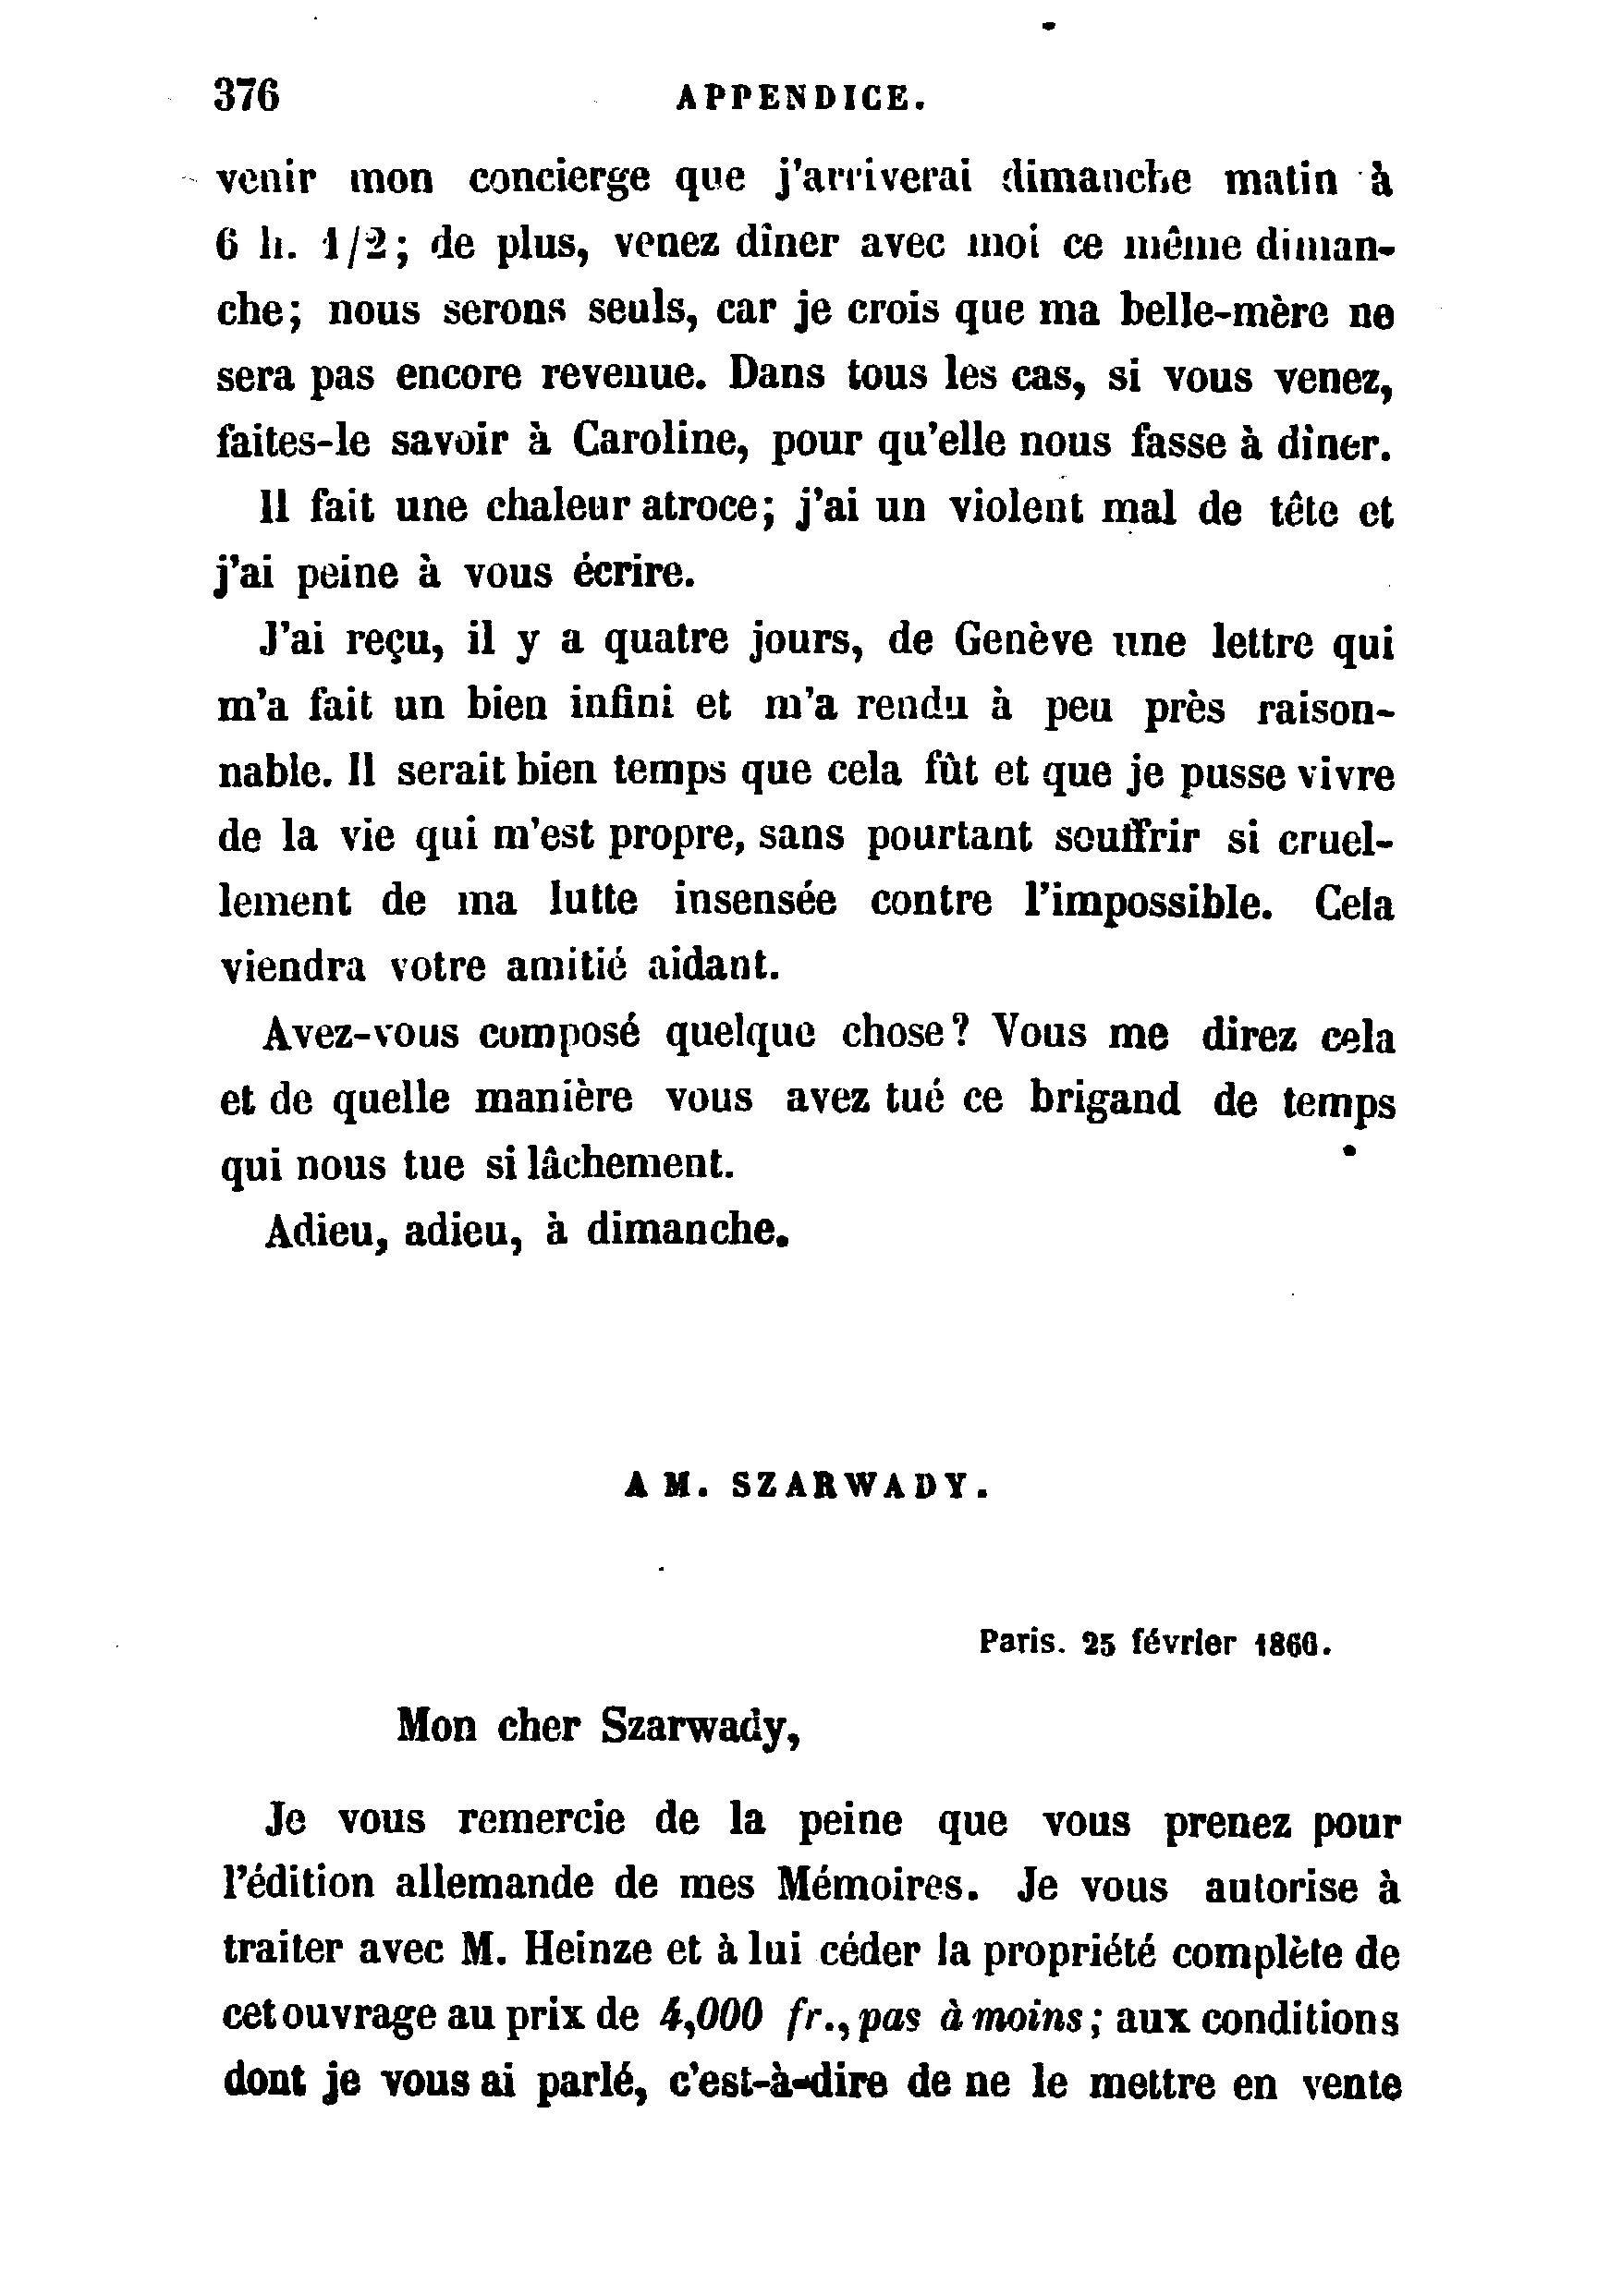 376
APPENDICE.
venir mon concierge que j'arriverai dimanche matin à
6 h. 1/2; de plus, venez dîner avec moi ce même diman-
che; nous serons seuls, car je crois que ma belle-mère ne
sera pas encore revenue. Dans tous les cas, si vous venez,
faites-le savoir à Caroline, pour qu'elle nous fasse à dîner.
Il fait une chaleur atroce; j'ai un violent mal de tête et
j'ai peine à vous écrire.
J'ai reçu, il y a quatre jours, de Genève une lettre qui
m'a fait un bien infini et m'a rendu à peu près raison-
nable. Il serait bien temps que cela fût et que je pusse vivre
de la vie qui m'est propre, sans pourtant souffrir si cruel-
lement de ma lutte insensée contre l'impossible. Cela
viendra votre amitié aidant.
Avez-vous composé quelque chose? Vous me direz cela
et de quelle manière vous avez tué ce brigand de temps
qui nous tue si lâchement.
Adieu, adieu, à dimanche.
A M. SZARWADY.
Paris. 25 février 1860.
Mon cher Szarwady,
Je vous remercie de la peine que vous prenez pour
l'édition allemande de mes Mémoires. Je vous autorise à
traiter avec M. Heinze et à lui céder la propriété complète de
cet ouvrage au prix de 4,000 fr., pas à moins; aux conditions
dont je vous ai parlé, c'est-à-dire de ne le mettre en vente